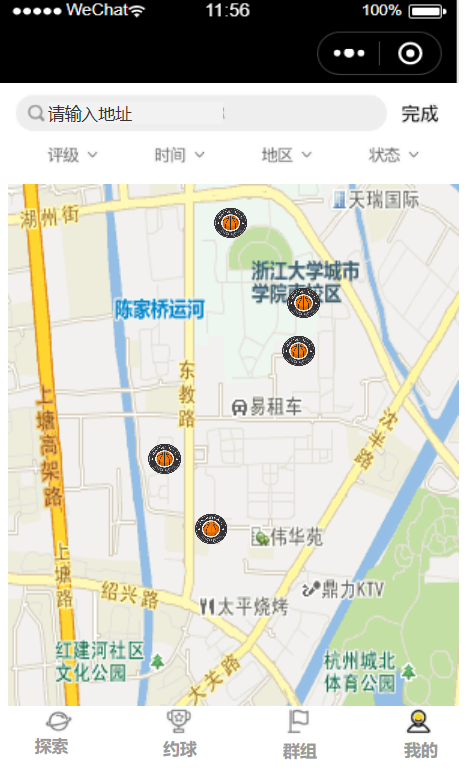 WeChat 11:56 100%
请输入地址 完成
评级 时间 地区 状态
天瑞国际
湖州街
浙江大学城市
学院南校区
陈家桥运河
东教路
易租车
上塘高架路
沈半路
伟华苑
上塘路
绍兴路
鼎力KTV
太平烧烤
红建河社区
文化公园
大关路
杭州城北
体育公园
探索 约球 群组 我的